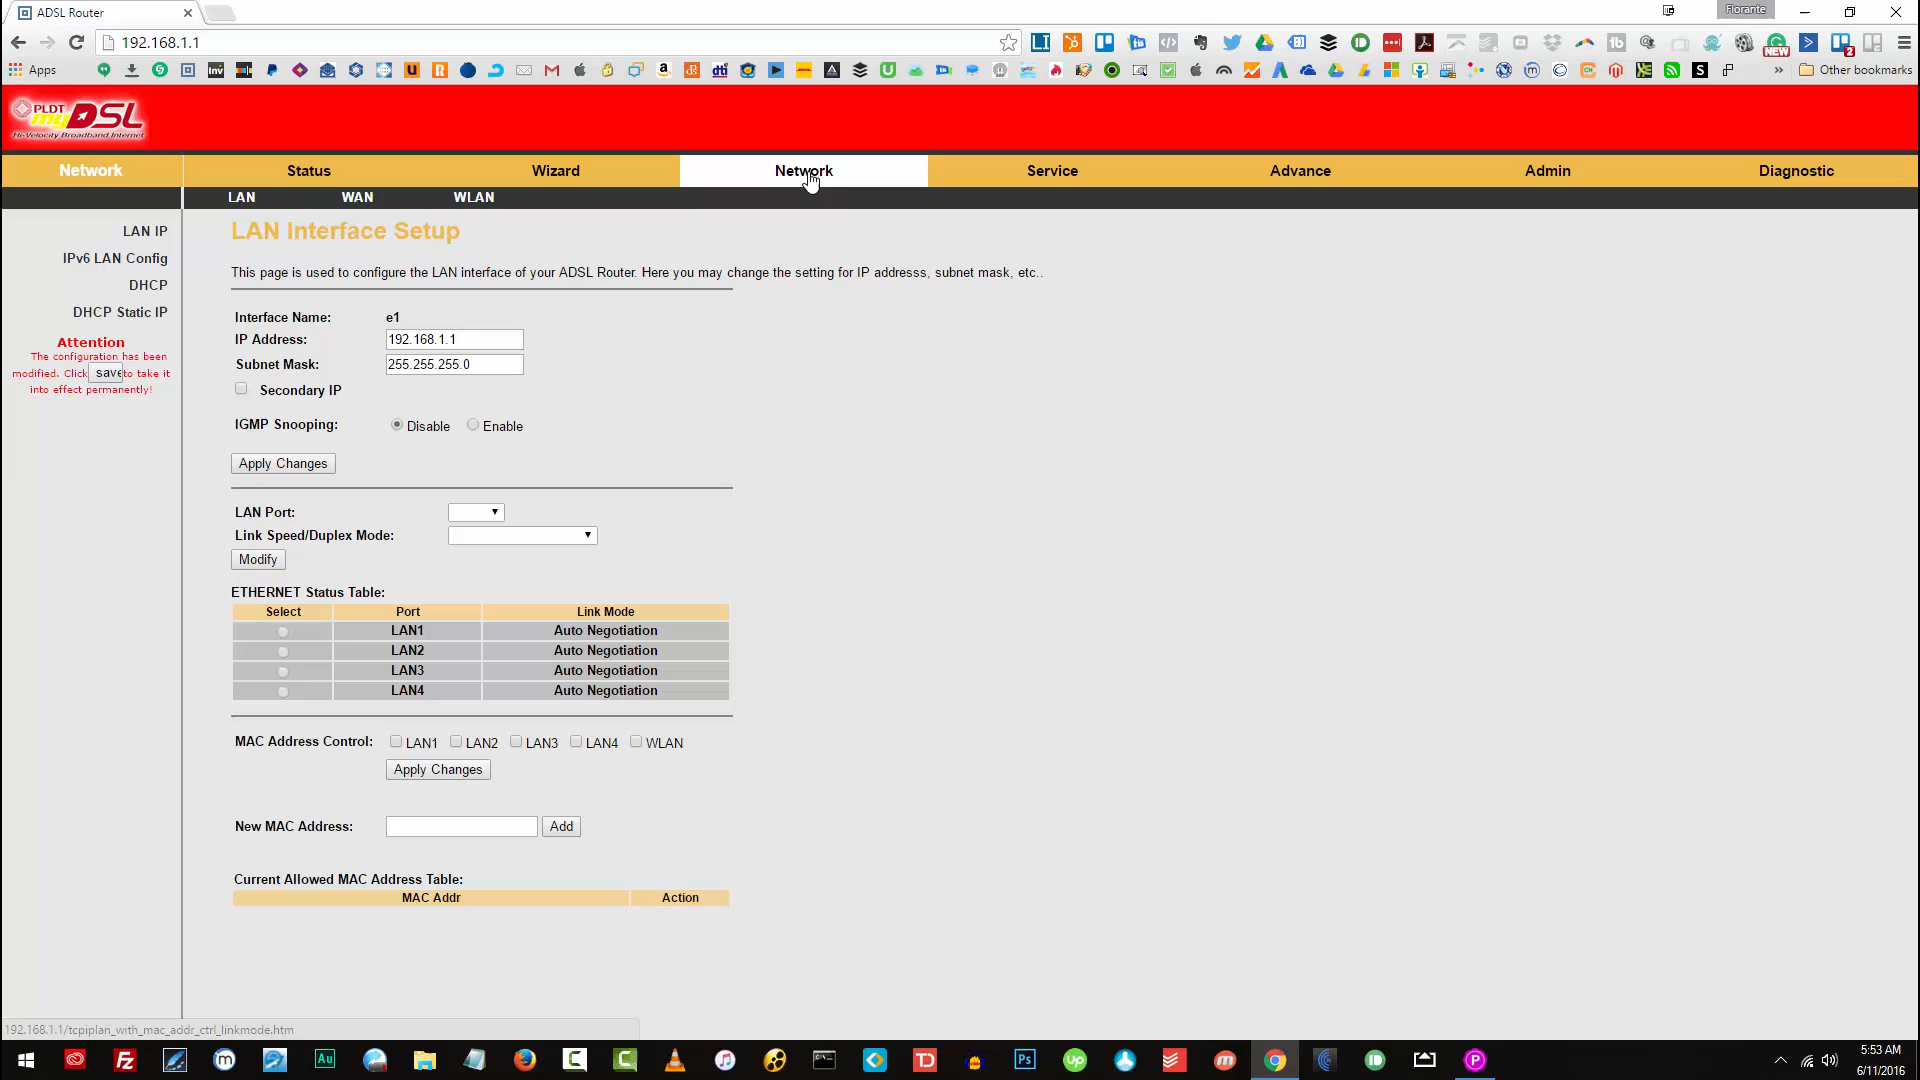 ADSL Router
Florante
192.168.1.1
Apps
Other bookmarks
PLDT
myDSL
Hi-Velocity Broadband Internet
Network
Status
Wizard
Network
Service
Advance
Admin
Diagnostic
LAN
WAN
WLAN
LAN IP
IPv6 LAN Config
DHCP
DHCP Static IP
Attention
The configuration has been
modified. Click save to take it
into effect permanently!
LAN Interface Setup
This page is used to configure the LAN interface of your ADSL Router. Here you may change the setting for IP addresss, subnet mask, etc..
Interface Name: e1
IP Address: 192.168.1.1
Subnet Mask: 255.255.255.0
Secondary IP
IGMP Snooping: Disable Enable
Apply Changes
LAN Port:
Link Speed/Duplex Mode:
Modify
ETHERNET Status Table:
Select Port Link Mode
LAN1 Auto Negotiation
LAN2 Auto Negotiation
LAN3 Auto Negotiation
LAN4 Auto Negotiation
MAC Address Control: LAN1 LAN2 LAN3 LAN4 WLAN
Apply Changes
New MAC Address: Add
Current Allowed MAC Address Table:
MAC Addr Action
192.168.1.1/tcpiplan_with_mac_addr_ctrl_linkmode.htm
5:53 AM
6/11/2016